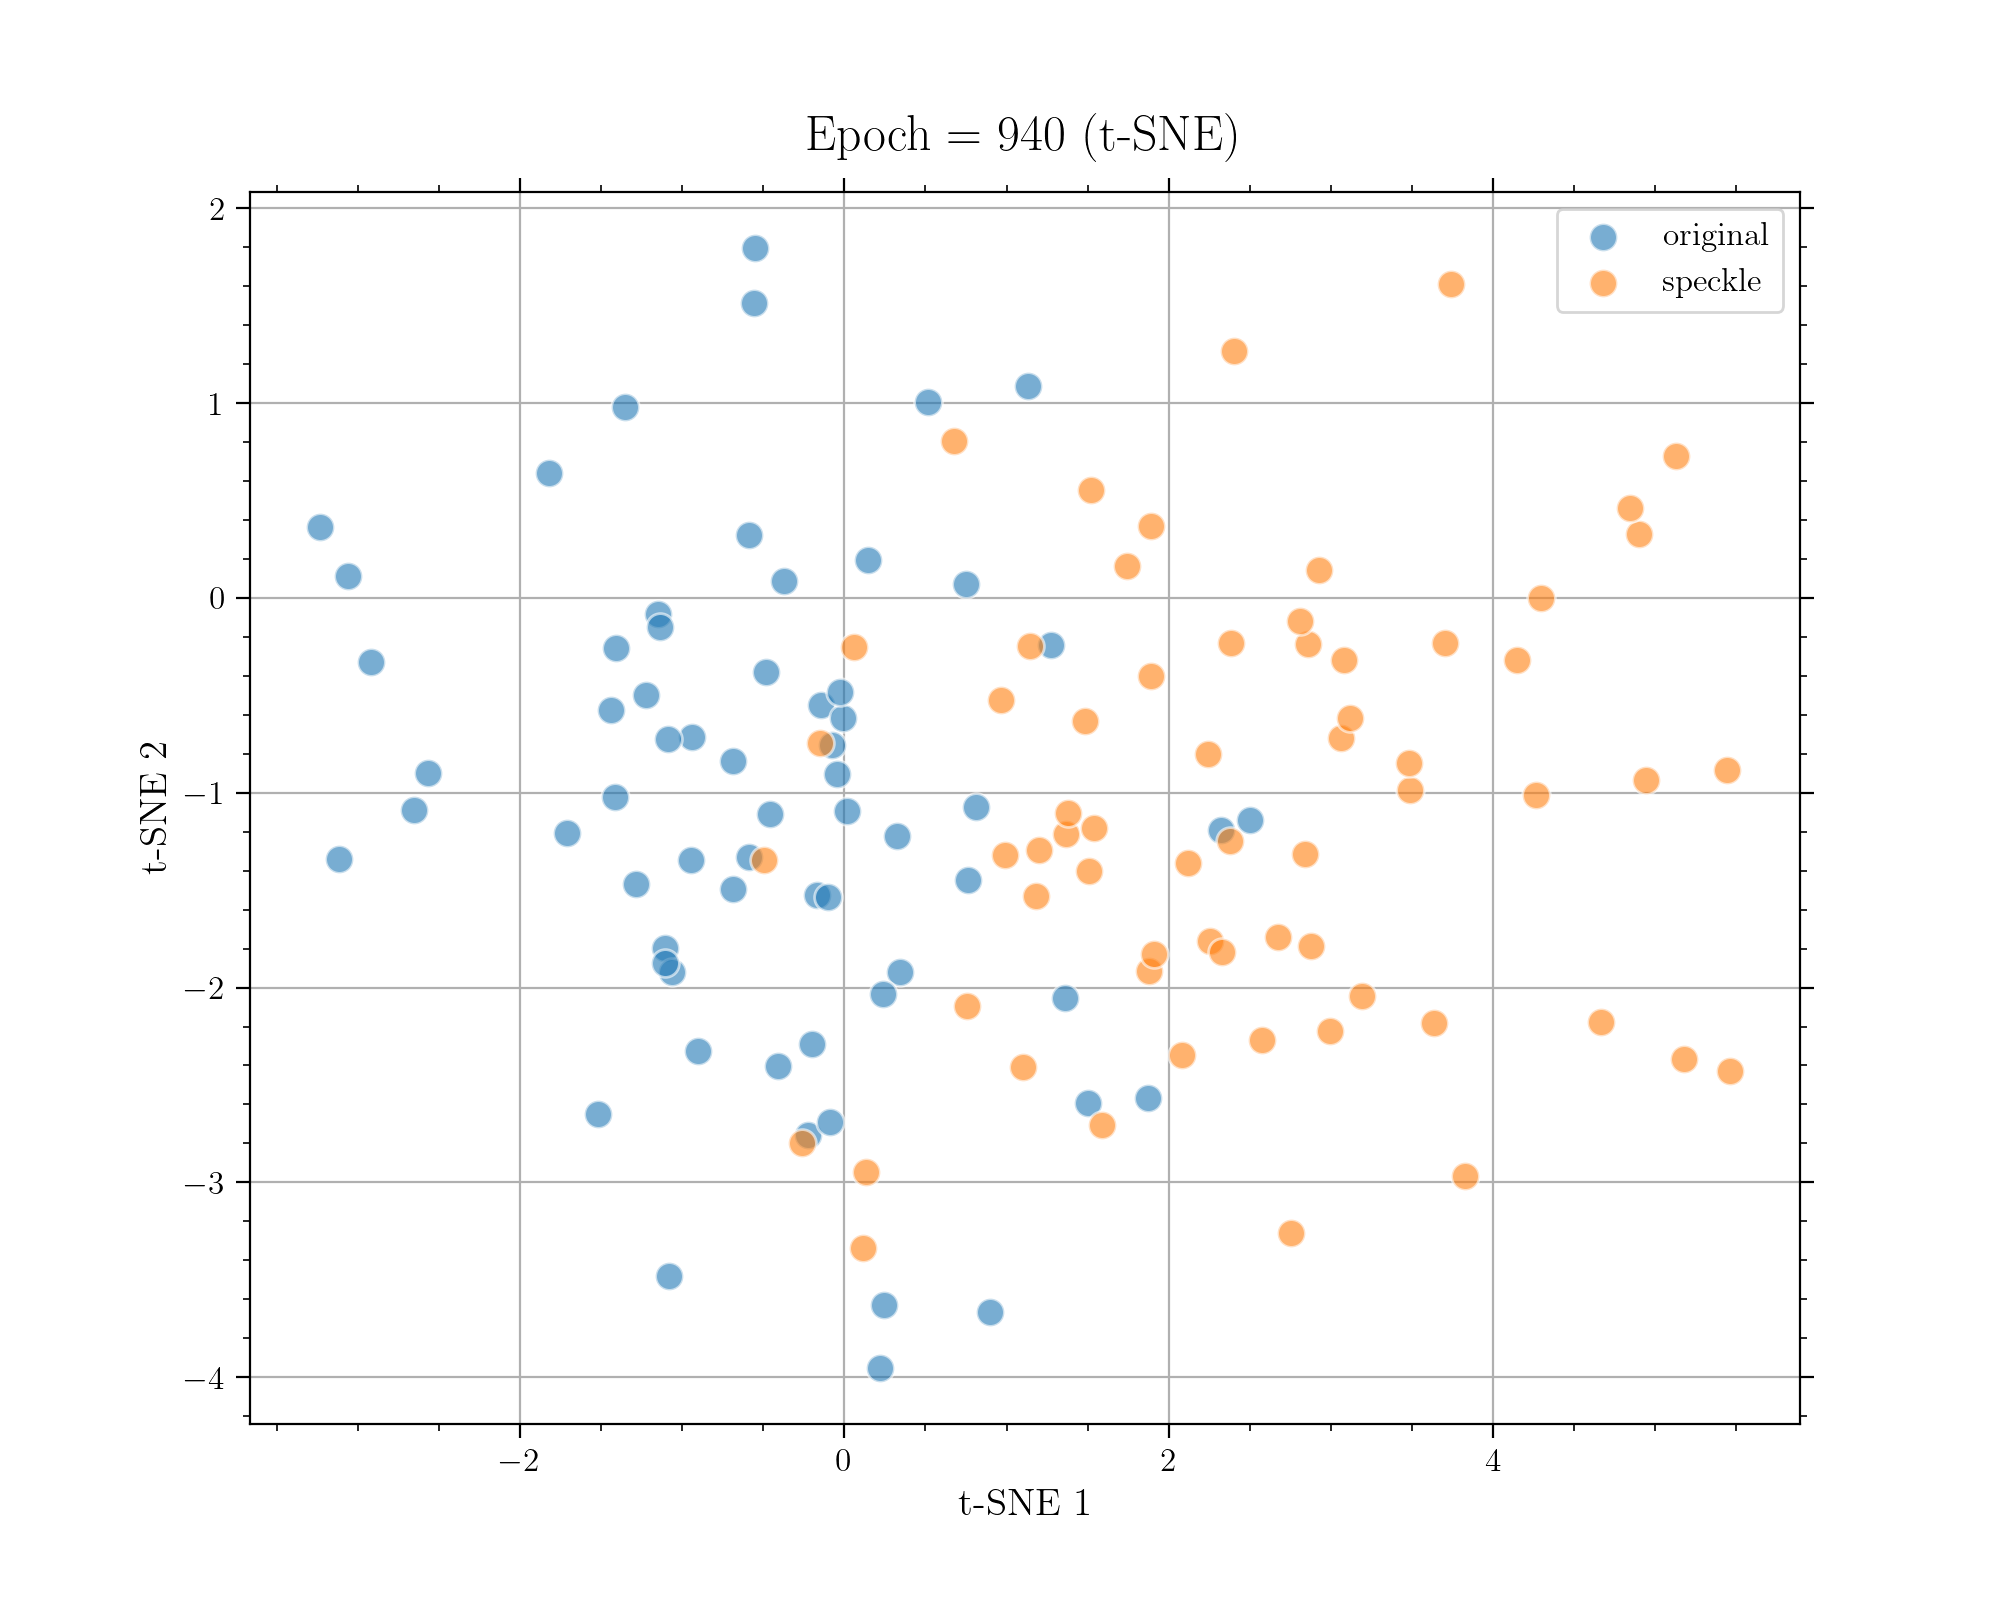 Epoch = 940 (t-SNE)
original
speckle
2
1
0
−1
−2
−3
−4
t-SNE 2
−2
0
2
4
t-SNE 1